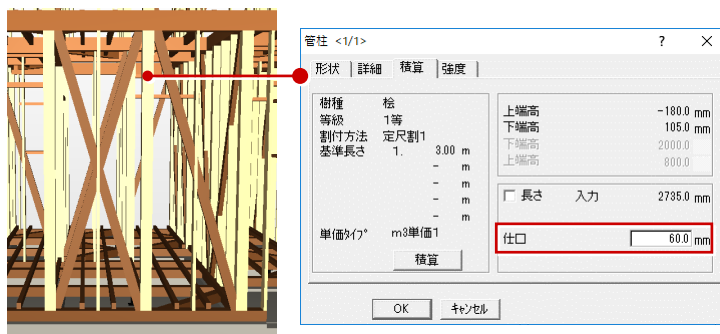 管柱 <1/1>
? ×
形状 詳細 積算 強度
樹種 桧
等級 1等
割付方法 定尺割1
基準長さ 1. 3.00 m
- m
- m
- m
- m
単価ﾀｲﾌﾟ m3単価1
積算
上端高 -180.0 mm
下端高 105.0 mm
下端高 2000.0
上端高 800.0
長さ 入力 2735.0 mm
仕口 60.0 mm
OK ｷｬﾝｾﾙ